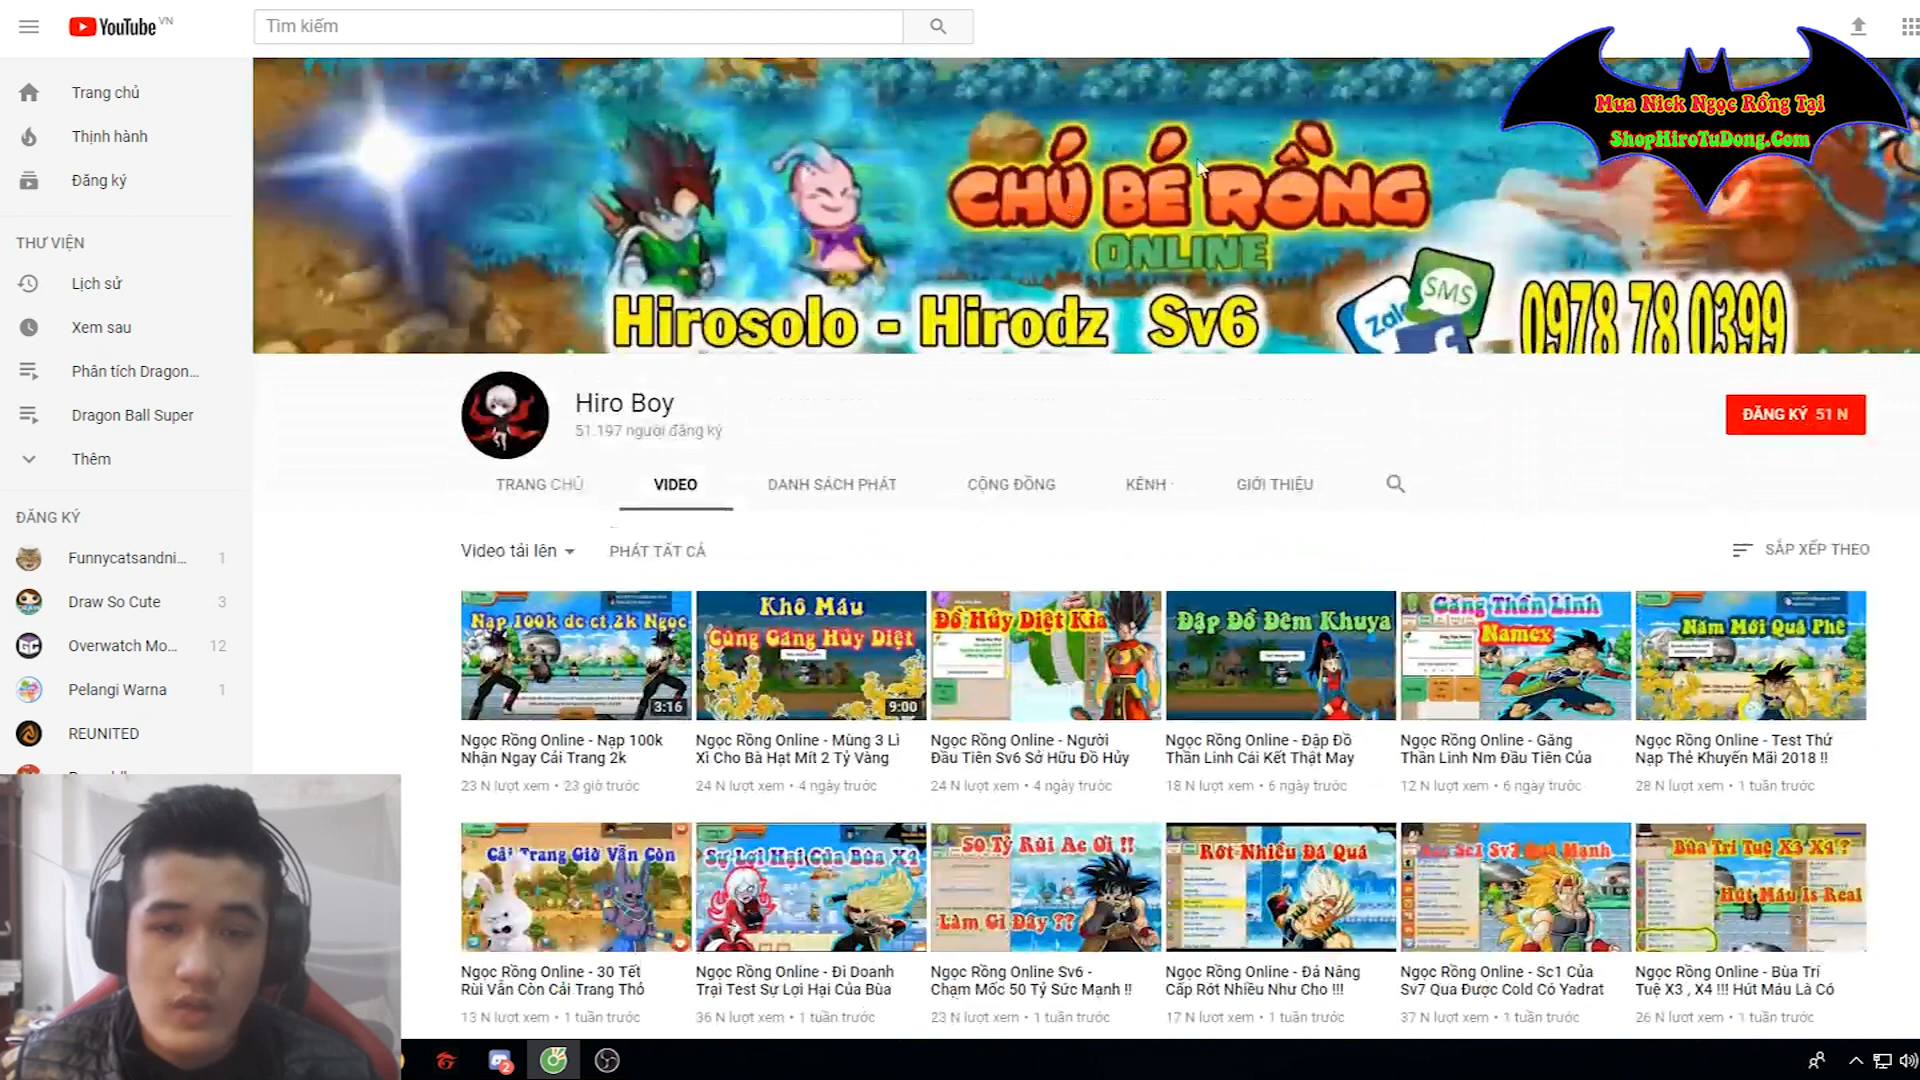 YouTube VN
Tìm kiếm
Trang chủ
Thịnh hành
Đăng ký
THƯ VIỆN
Lịch sử
Xem sau
Phân tích Dragon...
Dragon Ball Super
Thêm
ĐĂNG KÝ
Funnycatsandni... 1
Draw So Cute 3
Overwatch Mo... 12
Pelangi Warna 1
REUNITED
Mua Nick Ngọc Rồng Tại
ShopHiroTuDong.Com
CHÚ BÉ RỒNG
ONLINE
Hirosolo - Hirodz Sv6
Zalo
SMS
0978 78 0399
Hiro Boy
51.197 người đăng ký
ĐĂNG KÝ 51 N
TRANG CHỦ VIDEO DANH SÁCH PHÁT CỘNG ĐỒNG KÊNH GIỚI THIỆU
Video tải lên PHÁT TẤT CẢ
SẮP XẾP THEO
Nạp 100k dc ct 2k Ngọc
3:16
Ngọc Rồng Online - Nạp 100k
Nhận Ngay Cải Trang 2k
23 N lượt xem • 23 giờ trước
Khô Máu
Cùng Găng Hủy Diệt
9:00
Ngọc Rồng Online - Mùng 3 Lì
Xì Cho Bà Hạt Mít 2 Tỷ Vàng
24 N lượt xem • 4 ngày trước
Đồ Hủy Diệt Kìa
Ngọc Rồng Online - Người
Đầu Tiên Sv6 Sở Hữu Đồ Hủy
24 N lượt xem • 4 ngày trước
Đập Đồ Đêm Khuya
Ngọc Rồng Online - Đập Đồ
Thần Linh Cái Kết Thật May
18 N lượt xem • 6 ngày trước
Găng Thần Linh
Namex
Ngọc Rồng Online - Găng
Thần Linh Nm Đầu Tiên Của
12 N lượt xem • 6 ngày trước
Năm Mới Quá Phê
Ngọc Rồng Online - Test Thử
Nạp Thẻ Khuyến Mãi 2018 !!
28 N lượt xem • 1 tuần trước
Cải Trang Giờ Vẫn Còn
Ngọc Rồng Online - 30 Tết
Rùi Vẫn Còn Cải Trang Thỏ
13 N lượt xem • 1 tuần trước
Sự Lợi Hại Của Bùa X4
Ngọc Rồng Online - Đi Doanh
Trại Test Sự Lợi Hại Của Bùa
36 N lượt xem • 1 tuần trước
50 Tỷ Rùi Ae Ơi !!
Làm Gì Đây ??
Ngọc Rồng Online Sv6 -
Chạm Mốc 50 Tỷ Sức Mạnh !!
23 N lượt xem • 1 tuần trước
Rớt Nhiều Đá Quá
Ngọc Rồng Online - Đá Nâng
Cấp Rớt Nhiều Như Cho !!!
17 N lượt xem • 1 tuần trước
Sc1 Sv7 Quá Mạnh
Ngọc Rồng Online - Sc1 Của
Sv7 Qua Được Cold Có Yadrat
37 N lượt xem • 1 tuần trước
Bùa Trí Tuệ X3 X4 ?
Hút Máu Is Real
Ngọc Rồng Online - Bùa Trí
Tuệ X3 , X4 !!! Hút Máu Là Có
26 N lượt xem • 1 tuần trước
2